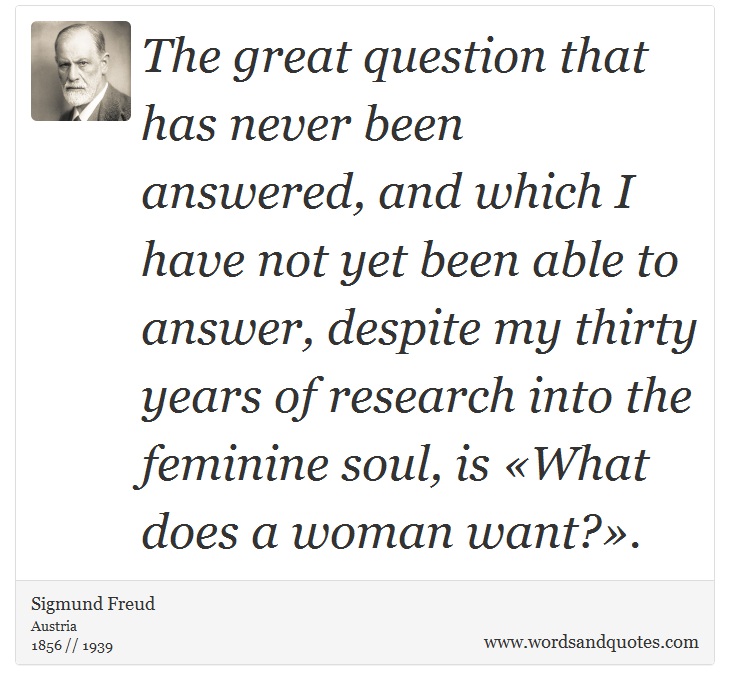 The great question that
has never been
answered, and which I
have not yet been able to
answer, despite my thirty
years of research into the
feminine soul, is «What
does a woman want?».
Sigmund Freud
Austria
1856 // 1939
www.wordsandquotes.com